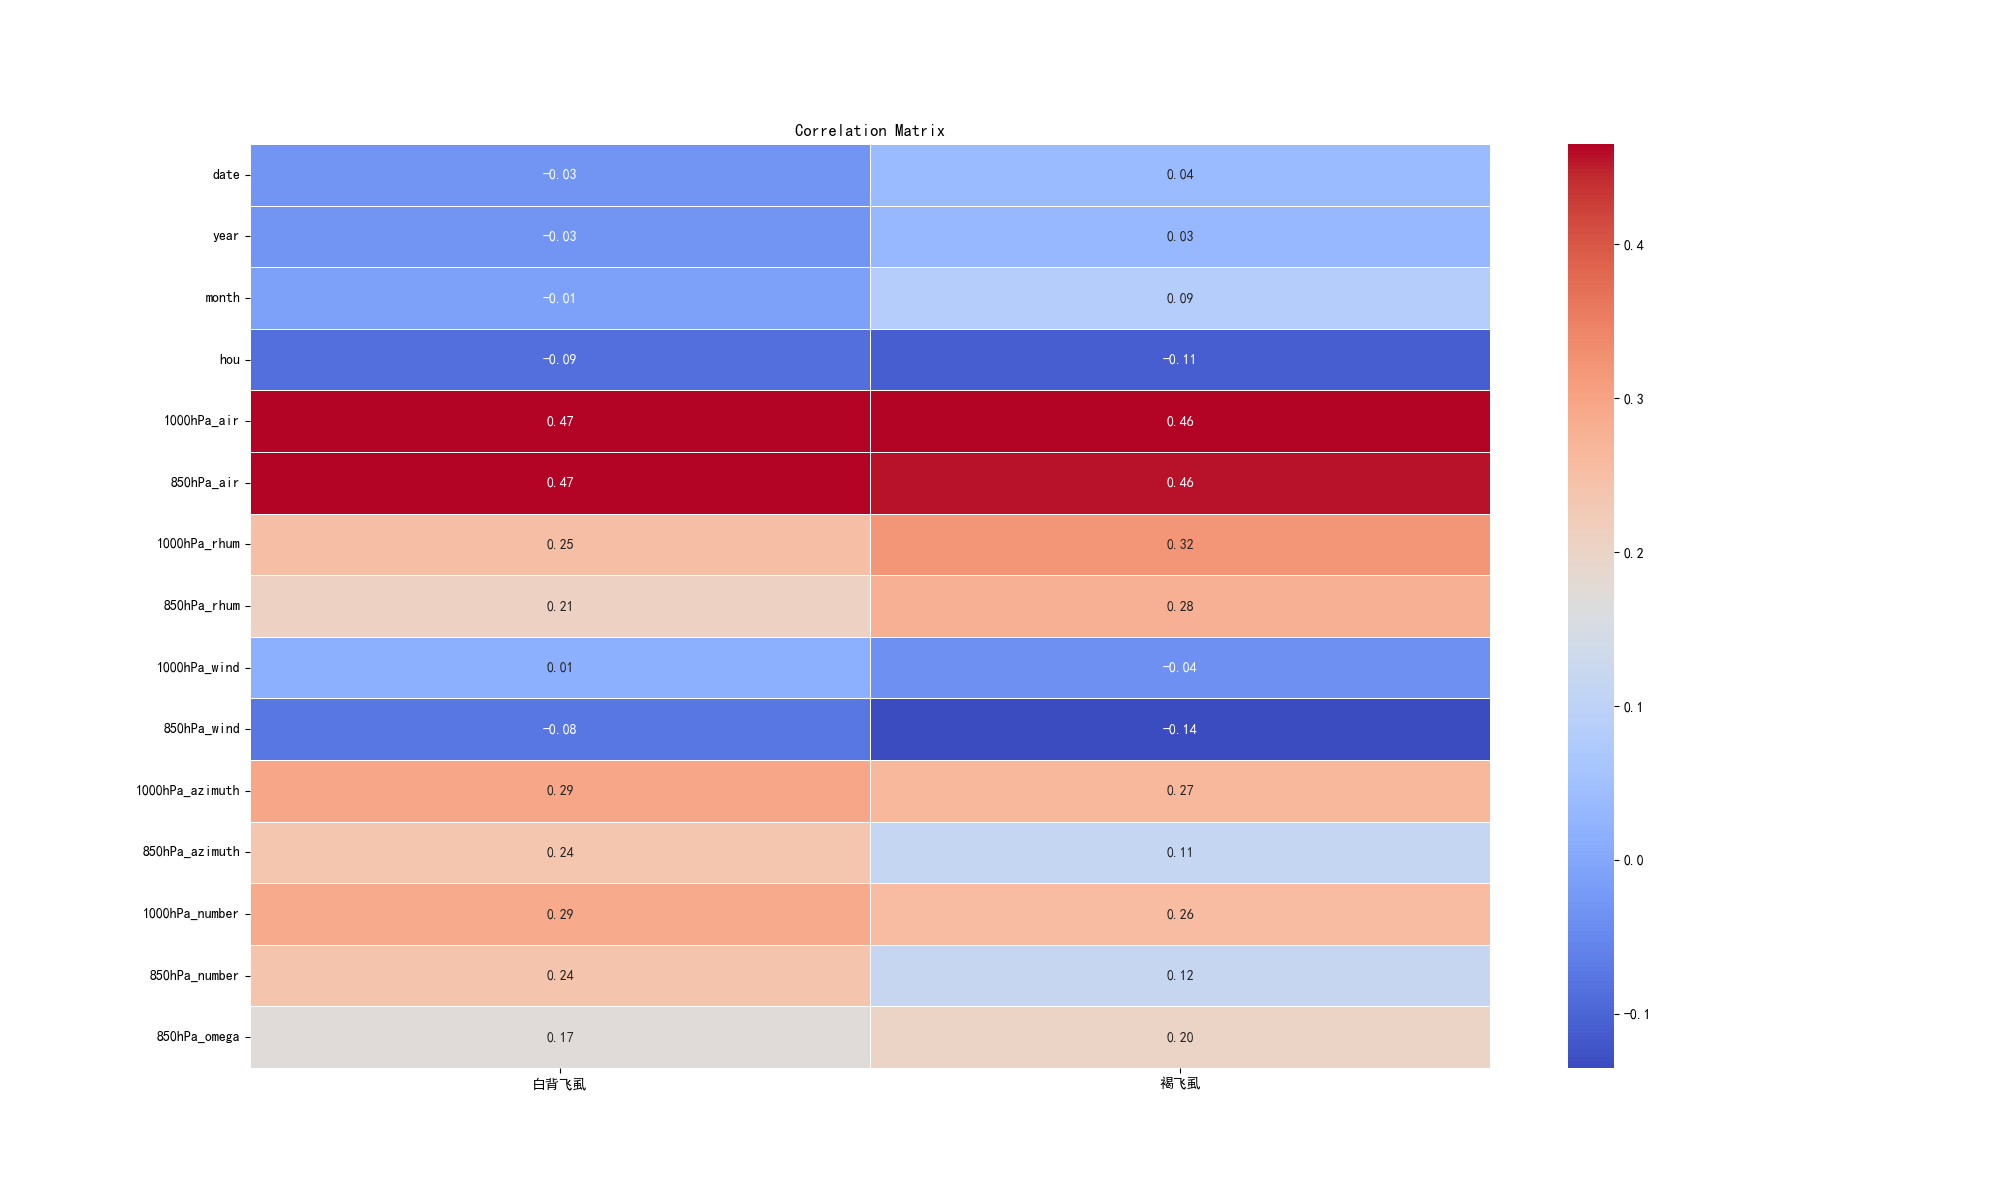 Correlation Matrix
date -0.03 0.04
year -0.03 0.03
month -0.01 0.09
hou -0.09 -0.11
1000hPa_air 0.47 0.46
850hPa_air 0.47 0.46
1000hPa_rhum 0.25 0.32
850hPa_rhum 0.21 0.28
1000hPa_wind 0.01 -0.04
850hPa_wind -0.08 -0.14
1000hPa_azimuth 0.29 0.27
850hPa_azimuth 0.24 0.11
1000hPa_number 0.29 0.26
850hPa_number 0.24 0.12
850hPa_omega 0.17 0.20
白背飞虱 褐飞虱
0.4
0.3
0.2
0.1
0.0
-0.1